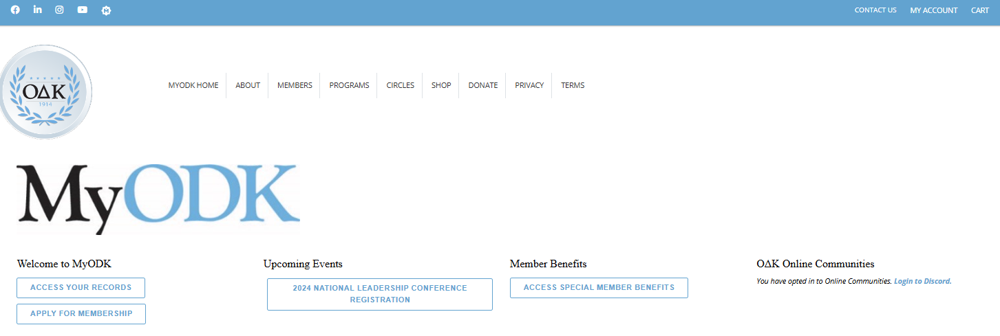 CONTACT US
MY ACCOUNT
CART
ΟΔΚ
1914
MYODK HOME
ABOUT
MEMBERS
PROGRAMS
CIRCLES
SHOP
DONATE
PRIVACY
TERMS
MyODK
Welcome to MyODK
ACCESS YOUR RECORDS
APPLY FOR MEMBERSHIP
Upcoming Events
2024 NATIONAL LEADERSHIP CONFERENCE
REGISTRATION
Member Benefits
ACCESS SPECIAL MEMBER BENEFITS
ΟΔΚ Online Communities
You have opted in to Online Communities. Login to Discord.